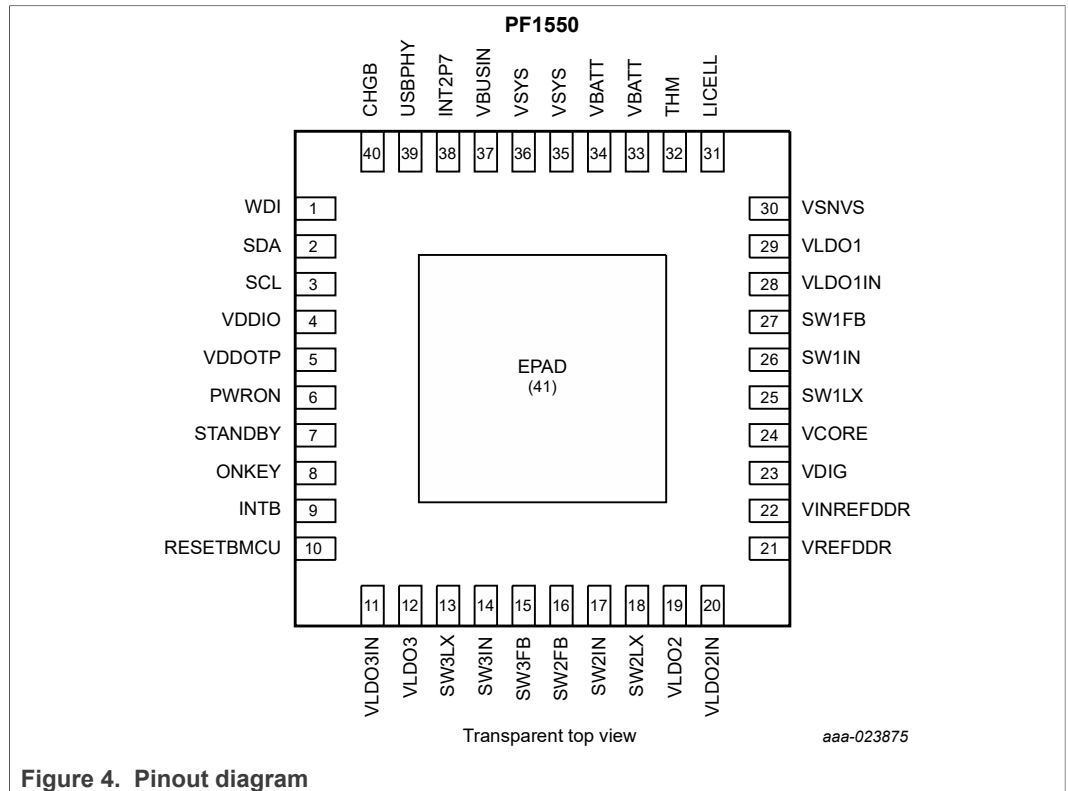 PF1550
CHGB
USBPHY
INT2P7
VBUSIN
VSYS
VSYS
VBATT
VBATT
THM
LICELL
40
39
38
37
36
35
34
33
32
31
WDI 1
SDA 2
SCL 3
VDDIO 4
VDDOTP 5
PWRON 6
STANDBY 7
ONKEY 8
INTB 9
RESETBMCU 10
EPAD
(41)
30 VSNVS
29 VLDO1
28 VLDO1IN
27 SW1FB
26 SW1IN
25 SW1LX
24 VCORE
23 VDIG
22 VINREFDDR
21 VREFDDR
11
12
13
14
15
16
17
18
19
20
VLDO3IN
VLDO3
SW3LX
SW3IN
SW3FB
SW2FB
SW2IN
SW2LX
VLDO2
VLDO2IN
Transparent top view
aaa-023875
Figure 4. Pinout diagram